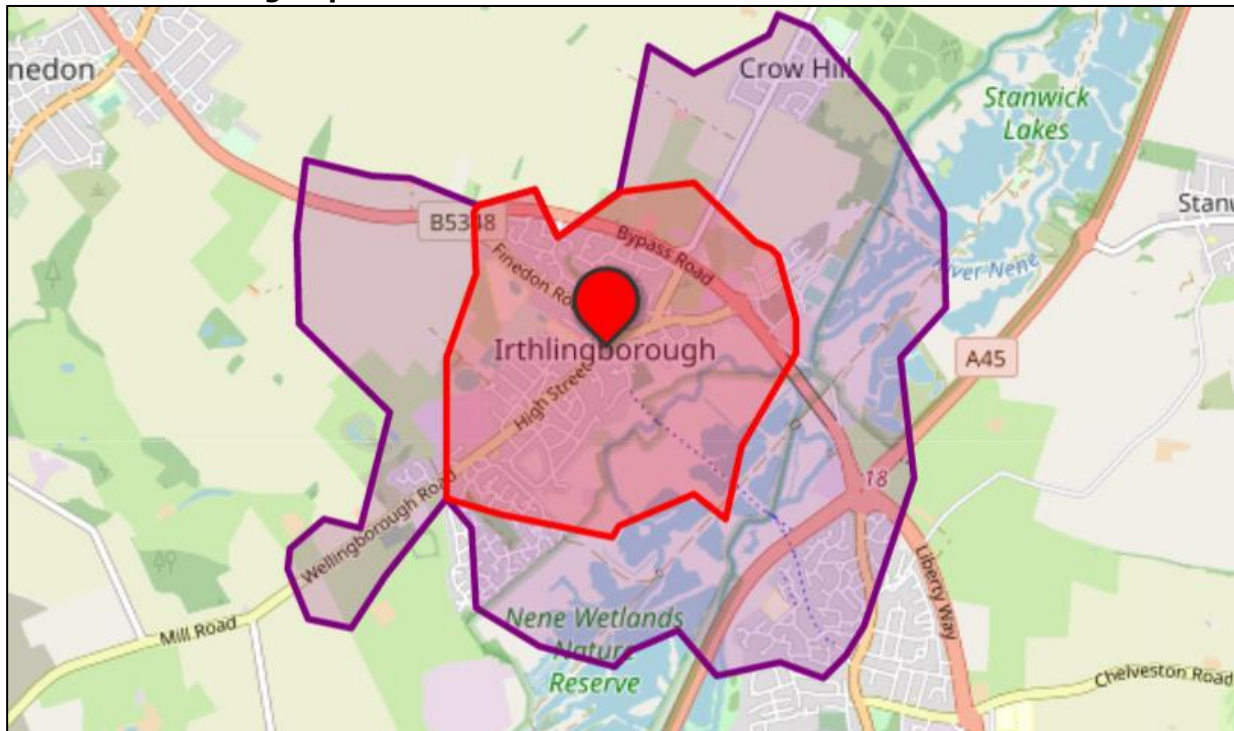 nedon
Crow Hill
Stanwick
Lakes
Stanw
B5348
Bypass Road
River Nene
Finedon Ro
Irthlingborough
A45
High Street
18
Wellingborough Road
Liberty Way
Nene Wetlands
Nature
Reserve
Mill Road
Chelveston Road